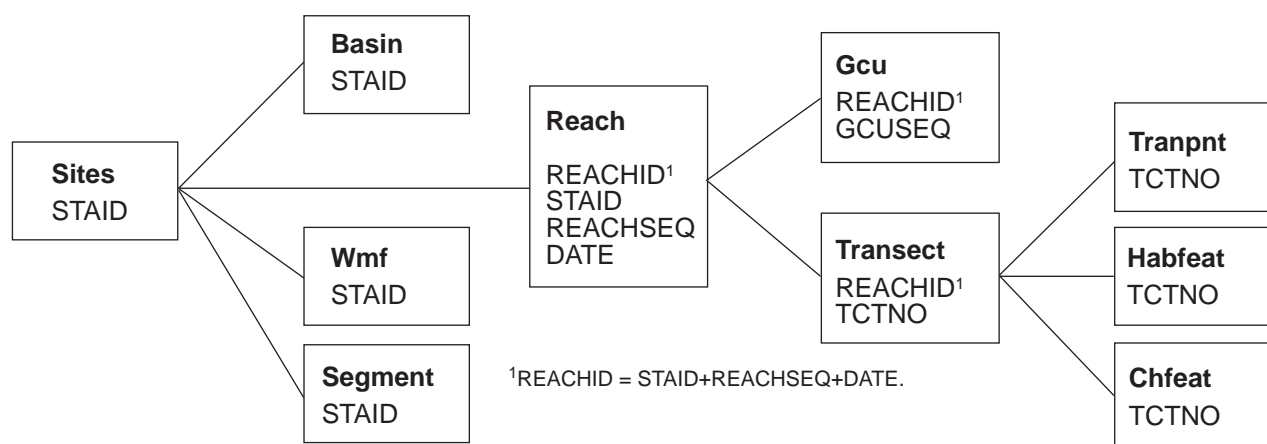 Sites
STAID
Basin
STAID
Wmf
STAID
Segment
STAID
Reach
REACHID¹
STAID
REACHSEQ
DATE
Gcu
REACHID¹
GCUSEQ
Transect
REACHID¹
TCTNO
Tranpnt
TCTNO
Habfeat
TCTNO
Chfeat
TCTNO
¹REACHID = STAID+REACHSEQ+DATE.